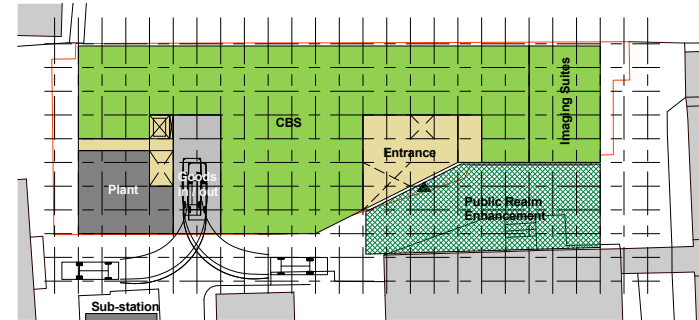 CBS
Imaging Suites
Entrance
Goods
in / out
Plant
Public Realm
Enhancement
Sub-station